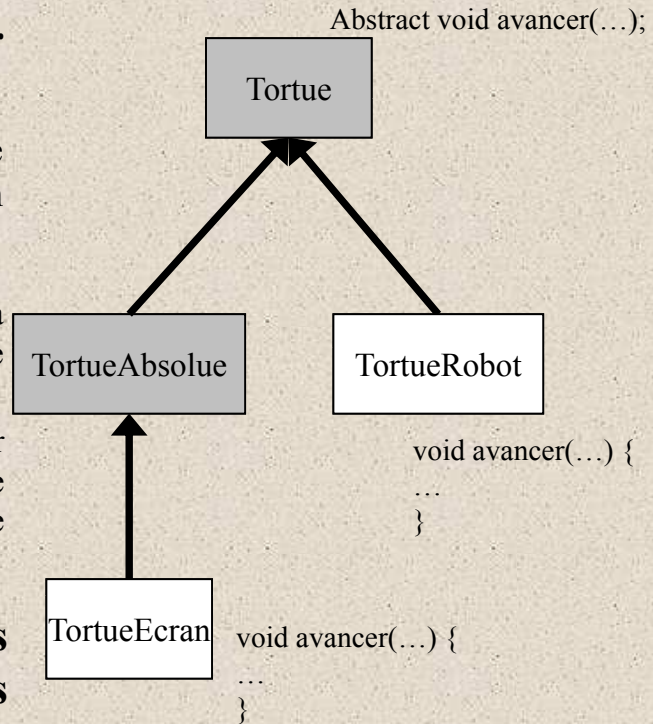 Abstract void avancer(…);
Tortue
TortueAbsolue
TortueRobot
void avancer(…) {
…
}
TortueEcran
void avancer(…) {
…
}